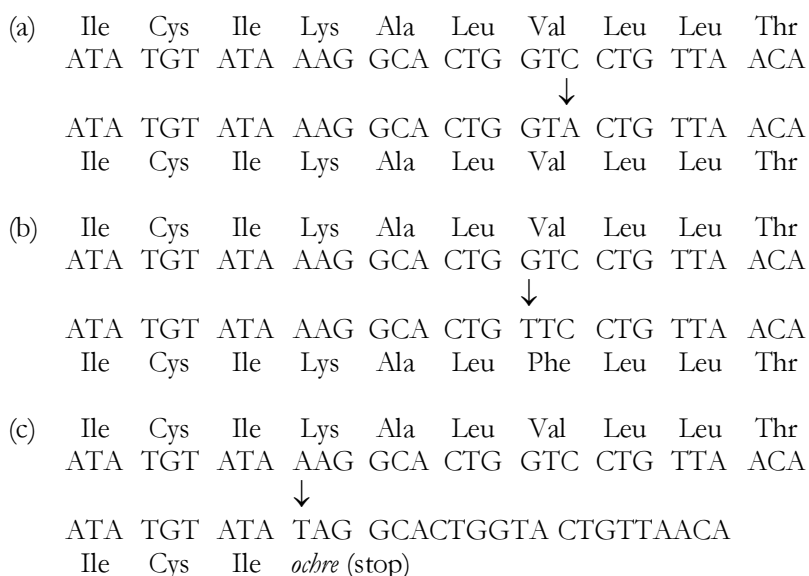 (a) Ile Cys Ile Lys Ala Leu Val Leu Leu Thr
ATA TGT ATA AAG GCA CTG GTC CTG TTA ACA
↓
ATA TGT ATA AAG GCA CTG GTA CTG TTA ACA
Ile Cys Ile Lys Ala Leu Val Leu Leu Thr
(b) Ile Cys Ile Lys Ala Leu Val Leu Leu Thr
ATA TGT ATA AAG GCA CTG GTC CTG TTA ACA
↓
ATA TGT ATA AAG GCA CTG TTC CTG TTA ACA
Ile Cys Ile Lys Ala Leu Phe Leu Leu Thr
(c) Ile Cys Ile Lys Ala Leu Val Leu Leu Thr
ATA TGT ATA AAG GCA CTG GTC CTG TTA ACA
↓
ATA TGT ATA TAG GCACTGGTA CTGTTAACA
Ile Cys Ile ochre (stop)